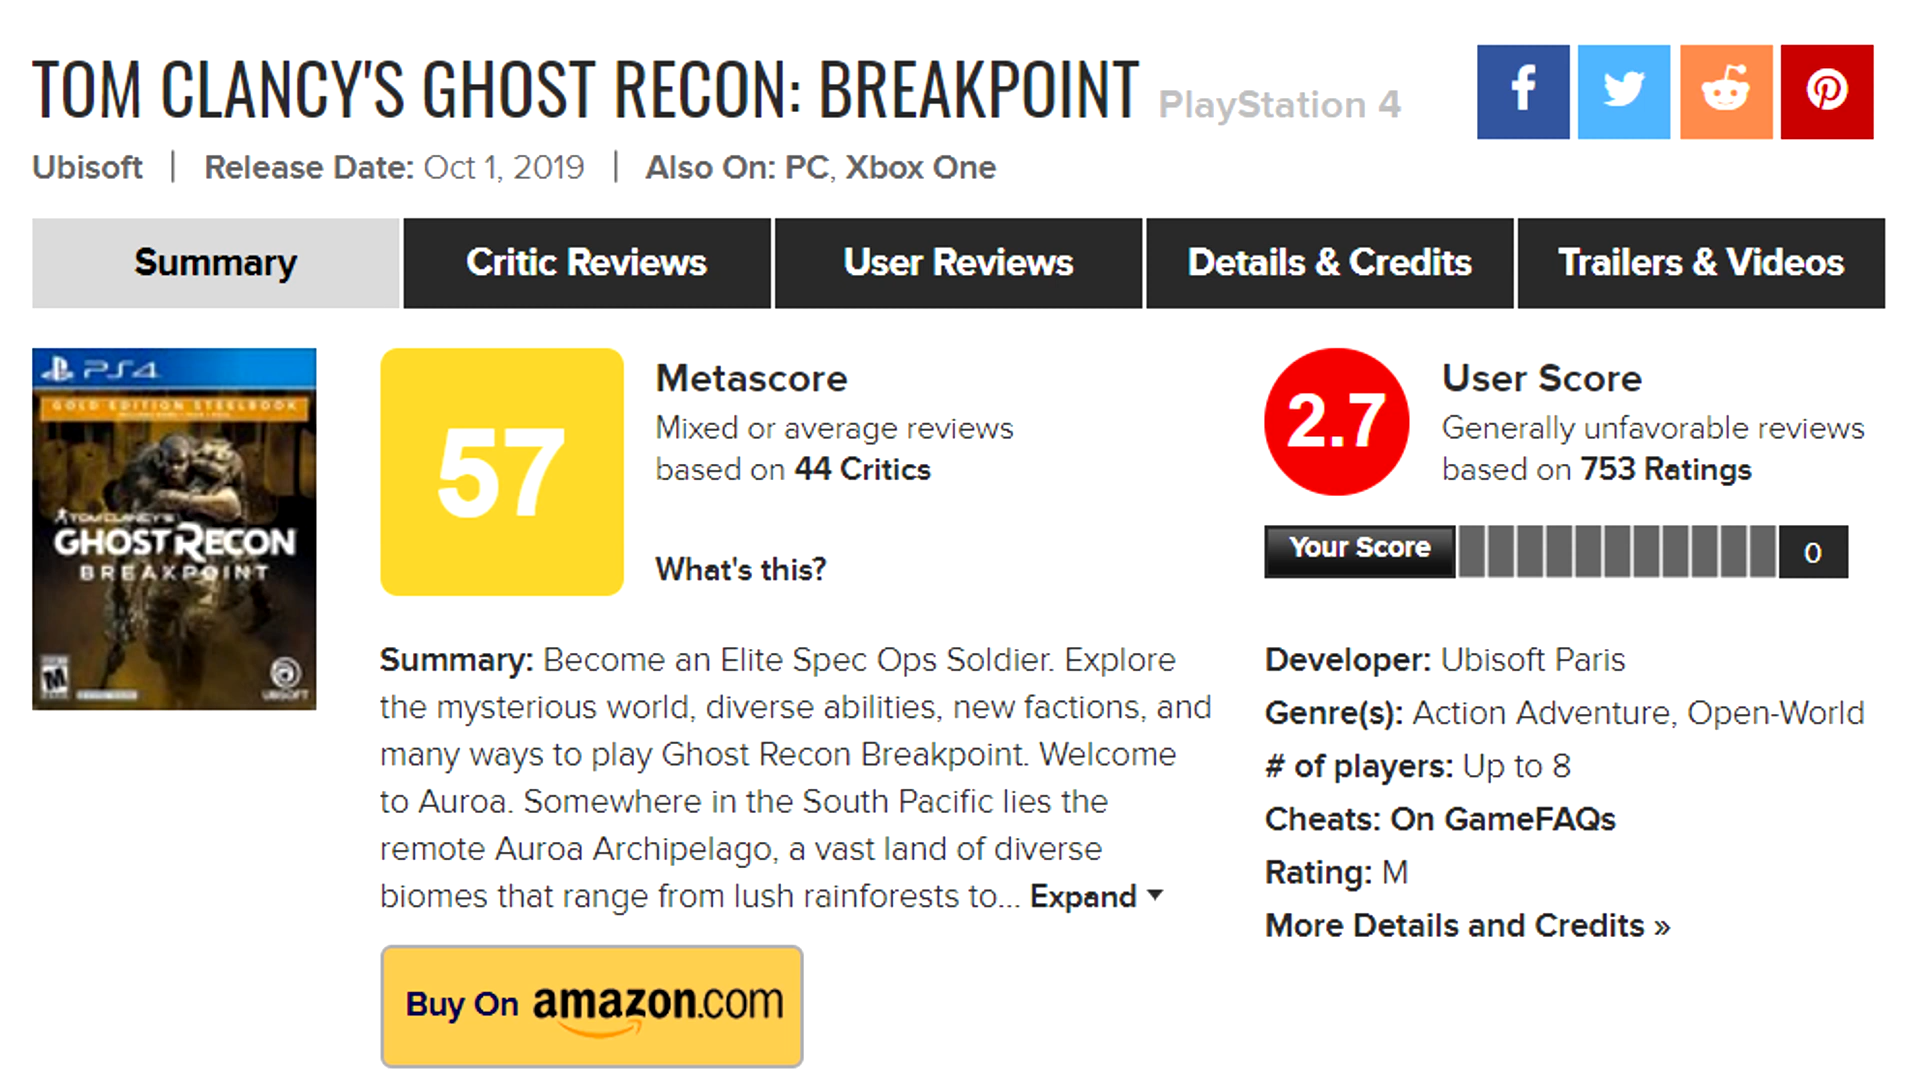 TOM CLANCY'S GHOST RECON: BREAKPOINT PlayStation 4
Ubisoft | Release Date: Oct 1, 2019 | Also On: PC, Xbox One
Summary
Critic Reviews
User Reviews
Details & Credits
Trailers & Videos
PS4
GOLD EDITION STEELBOOK
TOM CLANCY'S
GHOST RECON
BREAKPOINT
M
UBISOFT
57
Metascore
Mixed or average reviews
based on 44 Critics
What's this?
2.7
User Score
Generally unfavorable reviews
based on 753 Ratings
Your Score
0
Summary: Become an Elite Spec Ops Soldier. Explore
the mysterious world, diverse abilities, new factions, and
many ways to play Ghost Recon Breakpoint. Welcome
to Auroa. Somewhere in the South Pacific lies the
remote Auroa Archipelago, a vast land of diverse
biomes that range from lush rainforests to... Expand
Buy On amazon.com
Developer: Ubisoft Paris
Genre(s): Action Adventure, Open-World
# of players: Up to 8
Cheats: On GameFAQs
Rating: M
More Details and Credits »